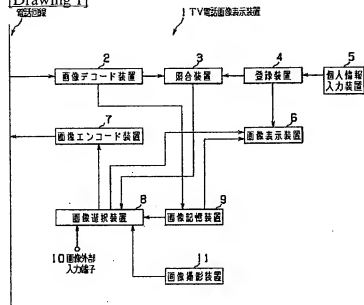 [Drawing 1]
電話回線
1 TV電話画像表示装置
2
画像デコード装置
3
照合装置
4
登録装置
5
個人情報
入力装置
7
画像エンコード装置
6
画像表示装置
8
画像選択装置
9
画像記憶装置
10 画像外部
入力端子
11
画像撮影装置